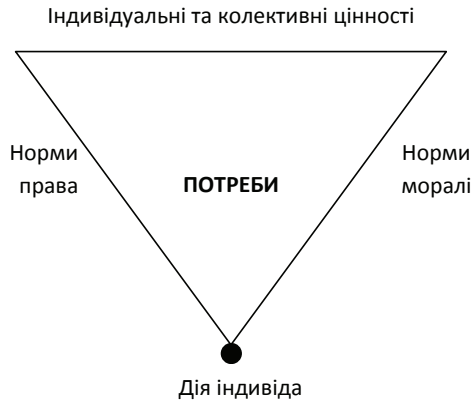 Індивідуальні та колективні цінності
Норми
права
ПОТРЕБИ
Норми
моралі
Дія індивіда